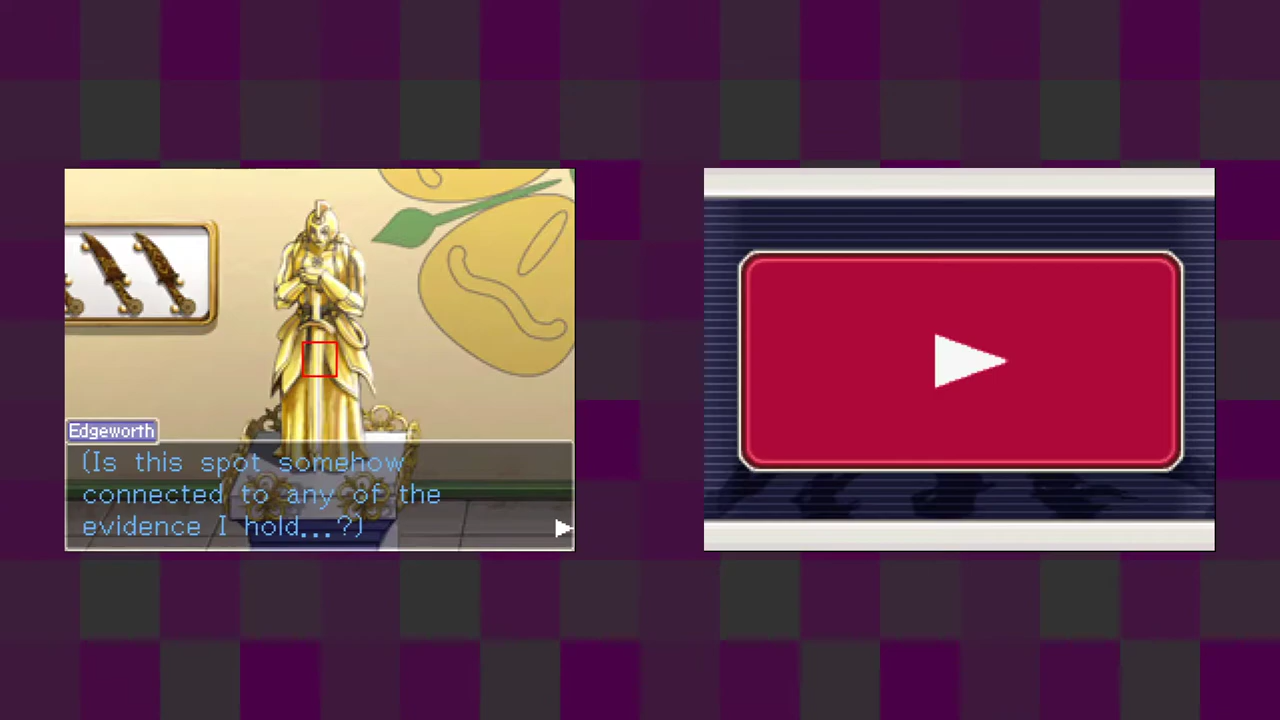 Edgeworth
(Is this spot somehow
connected to any of the
evidence I hold...?)